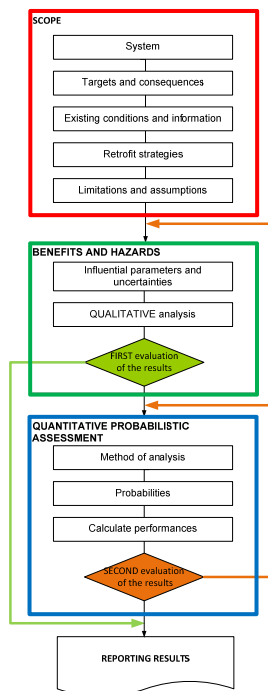 SCOPE
System
Targets and consequences
Existing conditions and information
Retrofit strategies
Limitations and assumptions
BENEFITS AND HAZARDS
Influential parameters and
uncertainties
QUALITATIVE analysis
FIRST evaluation
of the results
QUANTITATIVE PROBABILISTIC
ASSESSMENT
Method of analysis
Probabilities
Calculate performances
SECOND evaluation
of the results
REPORTING RESULTS